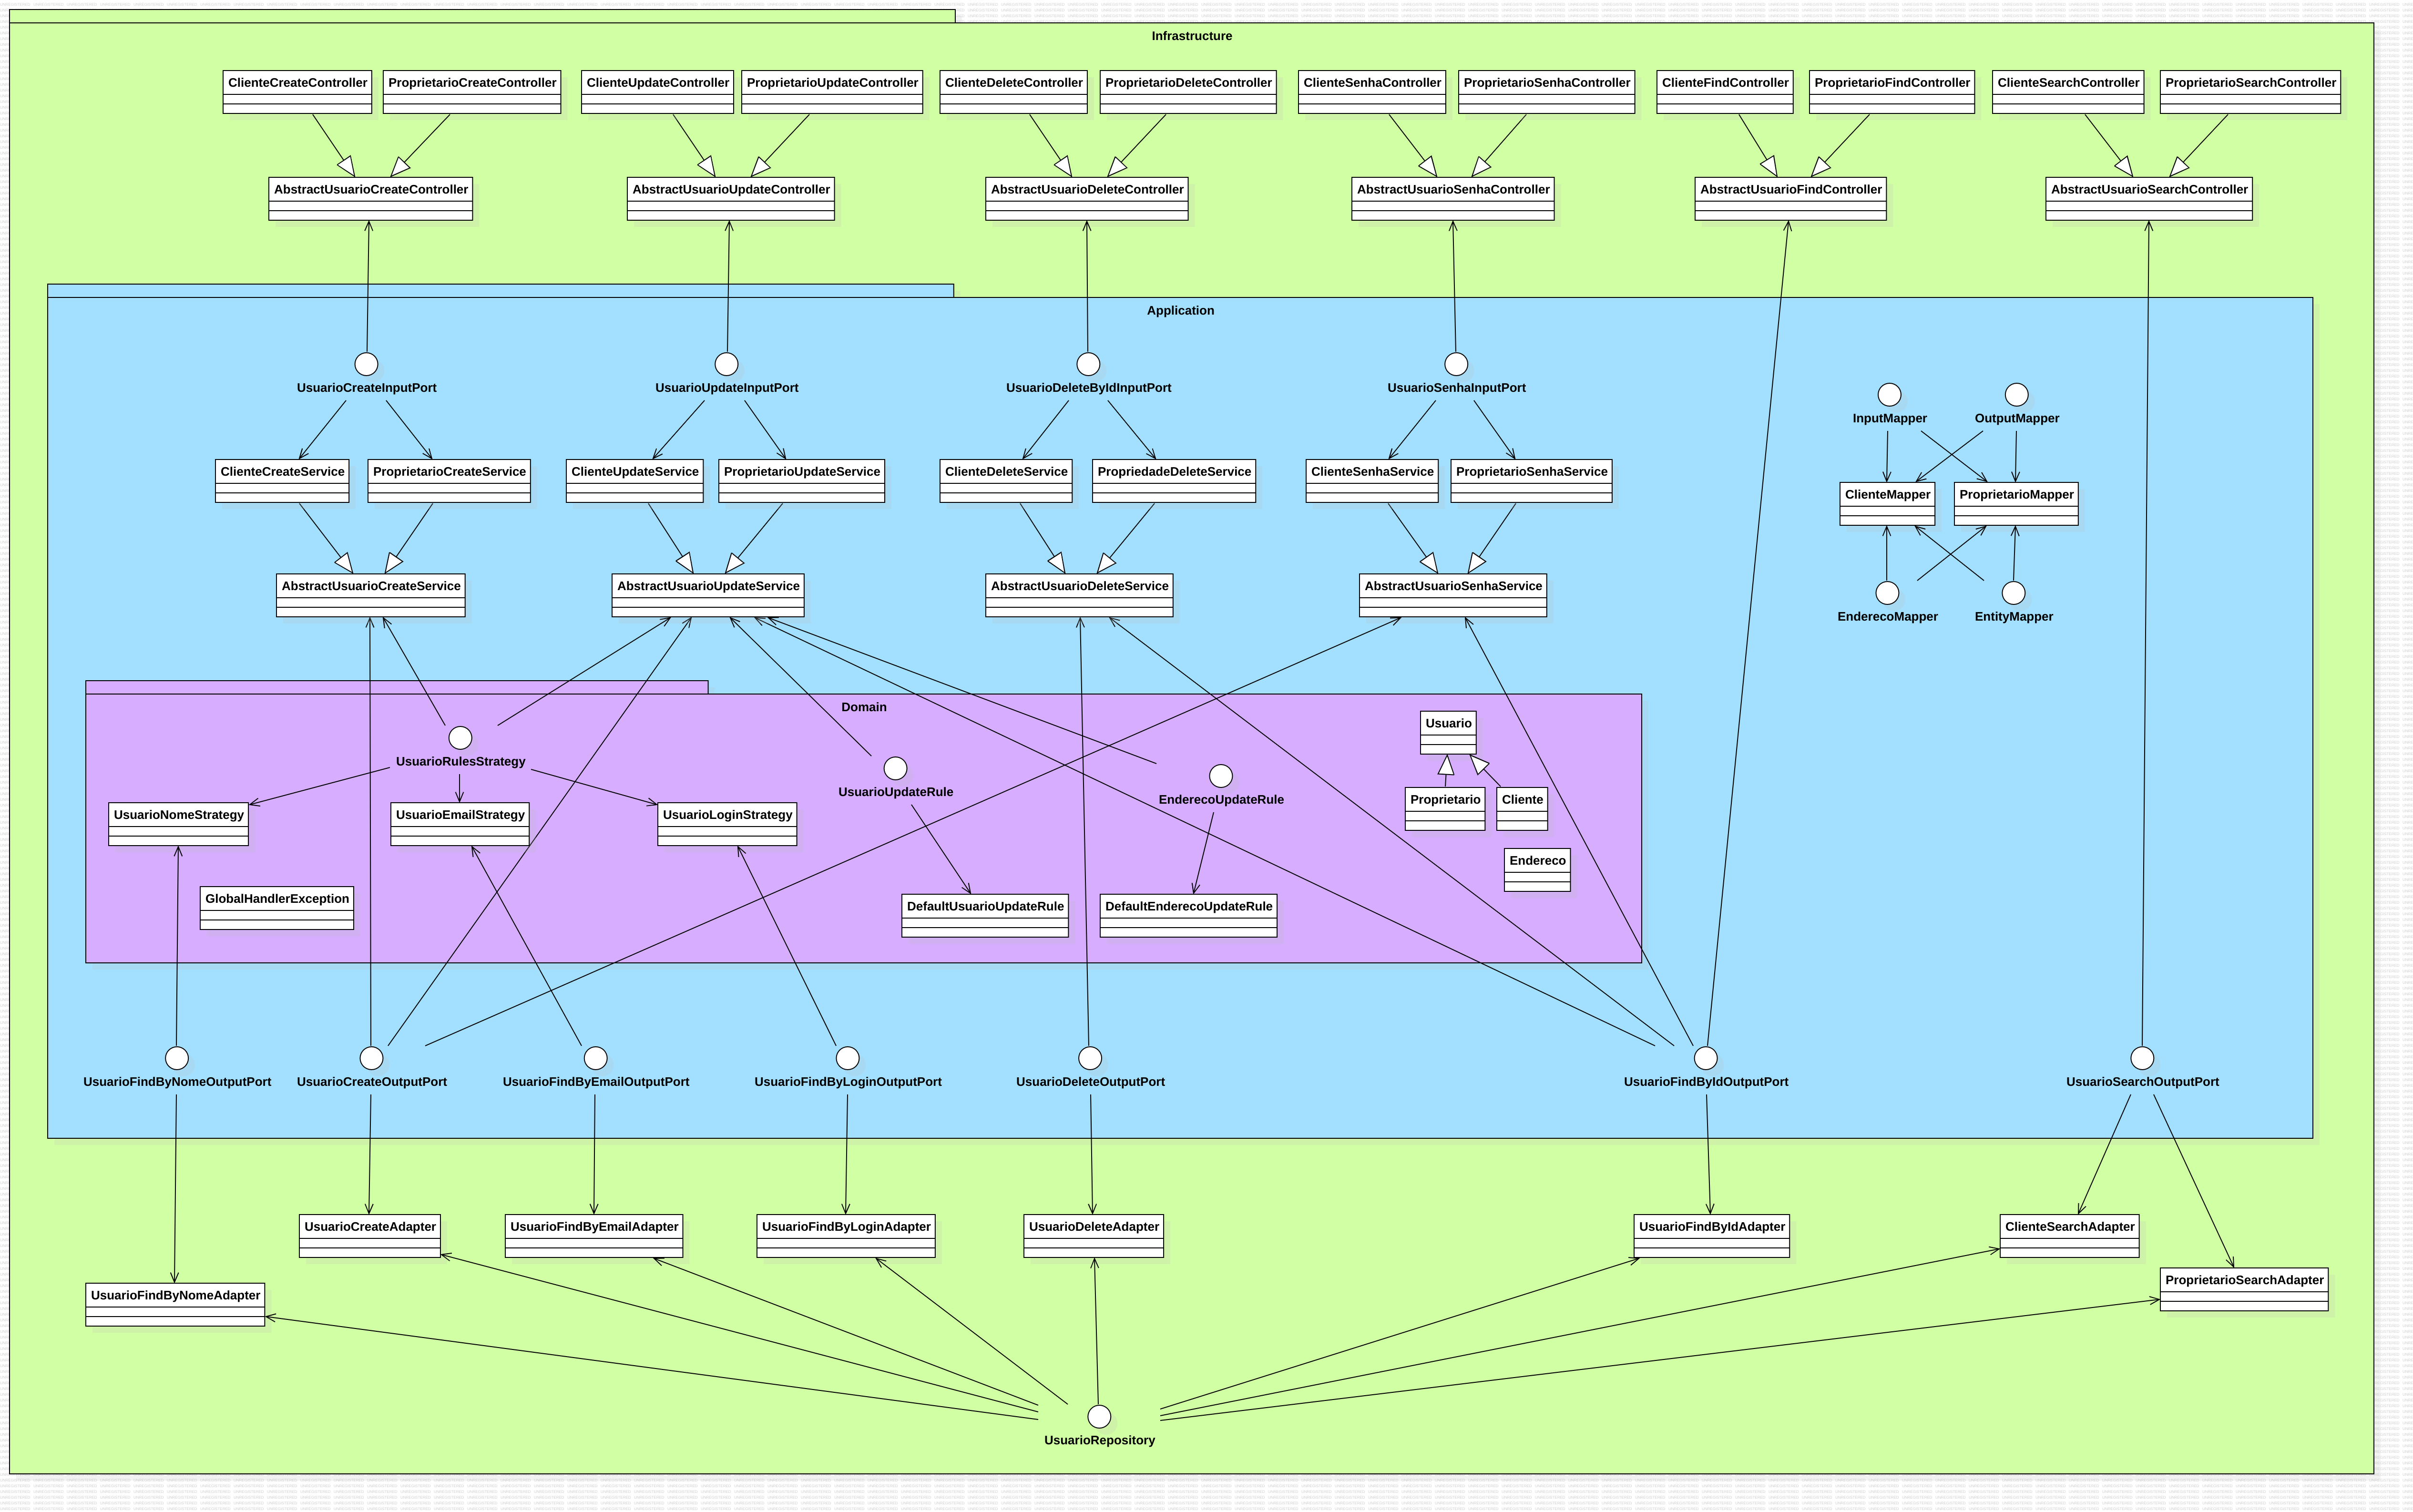 Infrastructure
ClienteCreateController
ProprietarioCreateController
ClienteUpdateController
ProprietarioUpdateController
ClienteDeleteController
ProprietarioDeleteController
ClienteSenhaController
ProprietarioSenhaController
ClienteFindController
ProprietarioFindController
ClienteSearchController
ProprietarioSearchController
AbstractUsuarioCreateController
AbstractUsuarioUpdateController
AbstractUsuarioDeleteController
AbstractUsuarioSenhaController
AbstractUsuarioFindController
AbstractUsuarioSearchController
Application
UsuarioCreateInputPort
UsuarioUpdateInputPort
UsuarioDeleteByIdInputPort
UsuarioSenhaInputPort
InputMapper
OutputMapper
ClienteCreateService
ProprietarioCreateService
ClienteUpdateService
ProprietarioUpdateService
ClienteDeleteService
PropriedadeDeleteService
ClienteSenhaService
ProprietarioSenhaService
ClienteMapper
ProprietarioMapper
AbstractUsuarioCreateService
AbstractUsuarioUpdateService
AbstractUsuarioDeleteService
AbstractUsuarioSenhaService
EnderecoMapper
EntityMapper
Domain
Usuario
UsuarioRulesStrategy
UsuarioUpdateRule
EnderecoUpdateRule
Proprietario
Cliente
UsuarioNomeStrategy
UsuarioEmailStrategy
UsuarioLoginStrategy
Endereco
GlobalHandlerException
DefaultUsuarioUpdateRule
DefaultEnderecoUpdateRule
UsuarioFindByNomeOutputPort
UsuarioCreateOutputPort
UsuarioFindByEmailOutputPort
UsuarioFindByLoginOutputPort
UsuarioDeleteOutputPort
UsuarioFindByIdOutputPort
UsuarioSearchOutputPort
UsuarioCreateAdapter
UsuarioFindByEmailAdapter
UsuarioFindByLoginAdapter
UsuarioDeleteAdapter
UsuarioFindByIdAdapter
ClienteSearchAdapter
UsuarioFindByNomeAdapter
ProprietarioSearchAdapter
UsuarioRepository